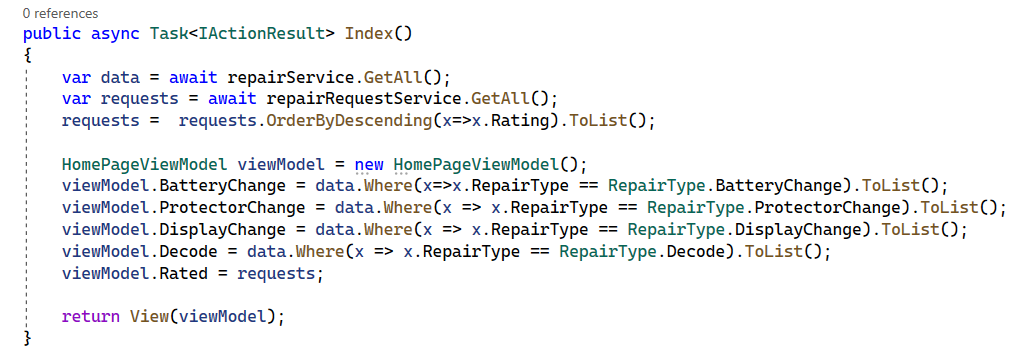 0 references
public async Task<IActionResult> Index()
{
    var data = await repairService.GetAll();
    var requests = await repairRequestService.GetAll();
    requests =  requests.OrderByDescending(x=>x.Rating).ToList();

    HomePageViewModel viewModel = new HomePageViewModel();
    viewModel.BatteryChange = data.Where(x=>x.RepairType == RepairType.BatteryChange).ToList();
    viewModel.ProtectorChange = data.Where(x => x.RepairType == RepairType.ProtectorChange).ToList();
    viewModel.DisplayChange = data.Where(x => x.RepairType == RepairType.DisplayChange).ToList();
    viewModel.Decode = data.Where(x => x.RepairType == RepairType.Decode).ToList();
    viewModel.Rated = requests;

    return View(viewModel);
}